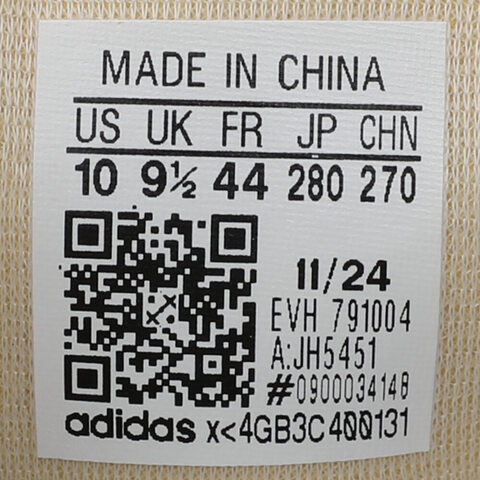 MADE IN CHINA
US UK FR JP CHN
10 9½ 44 280 270
11/24
EVH 791004
A:JH5451
#0900034148
adidas x<4GB3C400131